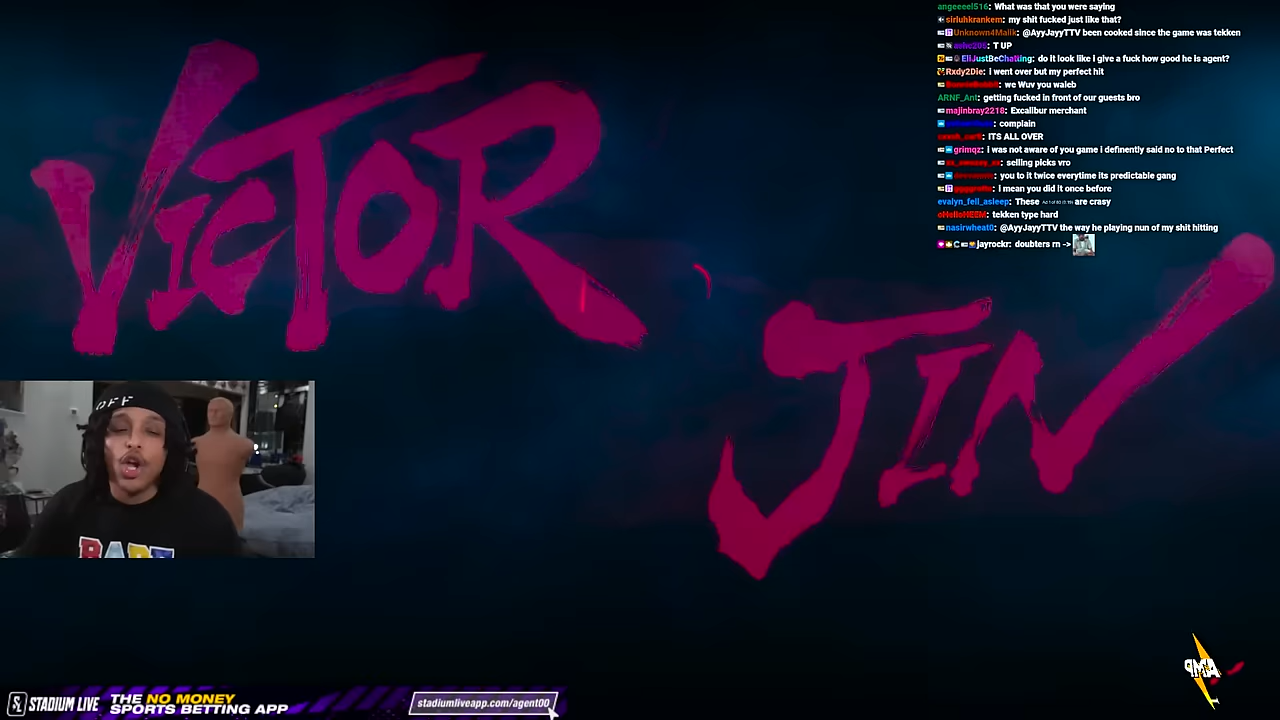 angeeeel516: What was that you were saying
sirluhkrankem: my shit fucked just like that?
Unknown4Malik: @AyyJayyTTV been cooked since the game was tekken
T UP
EliJustBeChatting: do it look like i give a fuck how good he is agent?
Rxdy2Die: i went over but my perfect hit
we Wuv you waleb
ARNF_Ant: getting fucked in front of our guests bro
majinbray2218: Excalibur merchant
complain
ITS ALL OVER
grimqz: i was not aware of you game i definently said no to that Perfect
selling picks vro
you to it twice everytime its predictable gang
I mean you did it once before
evalyn_fell_asleep: These are crasy
tekken type hard
nasirwheat0: @AyyJayyTTV the way he playing nun of my shit hitting
jayrockr: doubters rn ->
VICTOR
JIN
OFF
BAPE
AMP
STADIUM LIVE
THE NO MONEY
SPORTS BETTING APP
stadiumliveapp.com/agent00